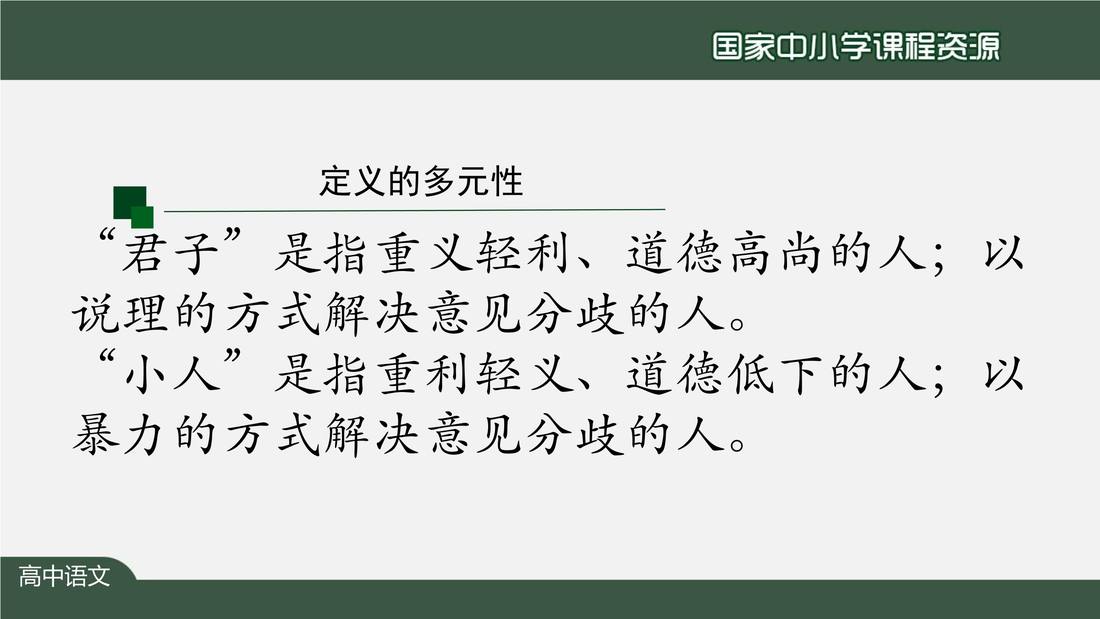 国家中小学课程资源
定义的多元性
“君子”是指重义轻利、道德高尚的人；以
说理的方式解决意见分歧的人。
“小人”是指重利轻义、道德低下的人；以
暴力的方式解决意见分歧的人。
高中语文